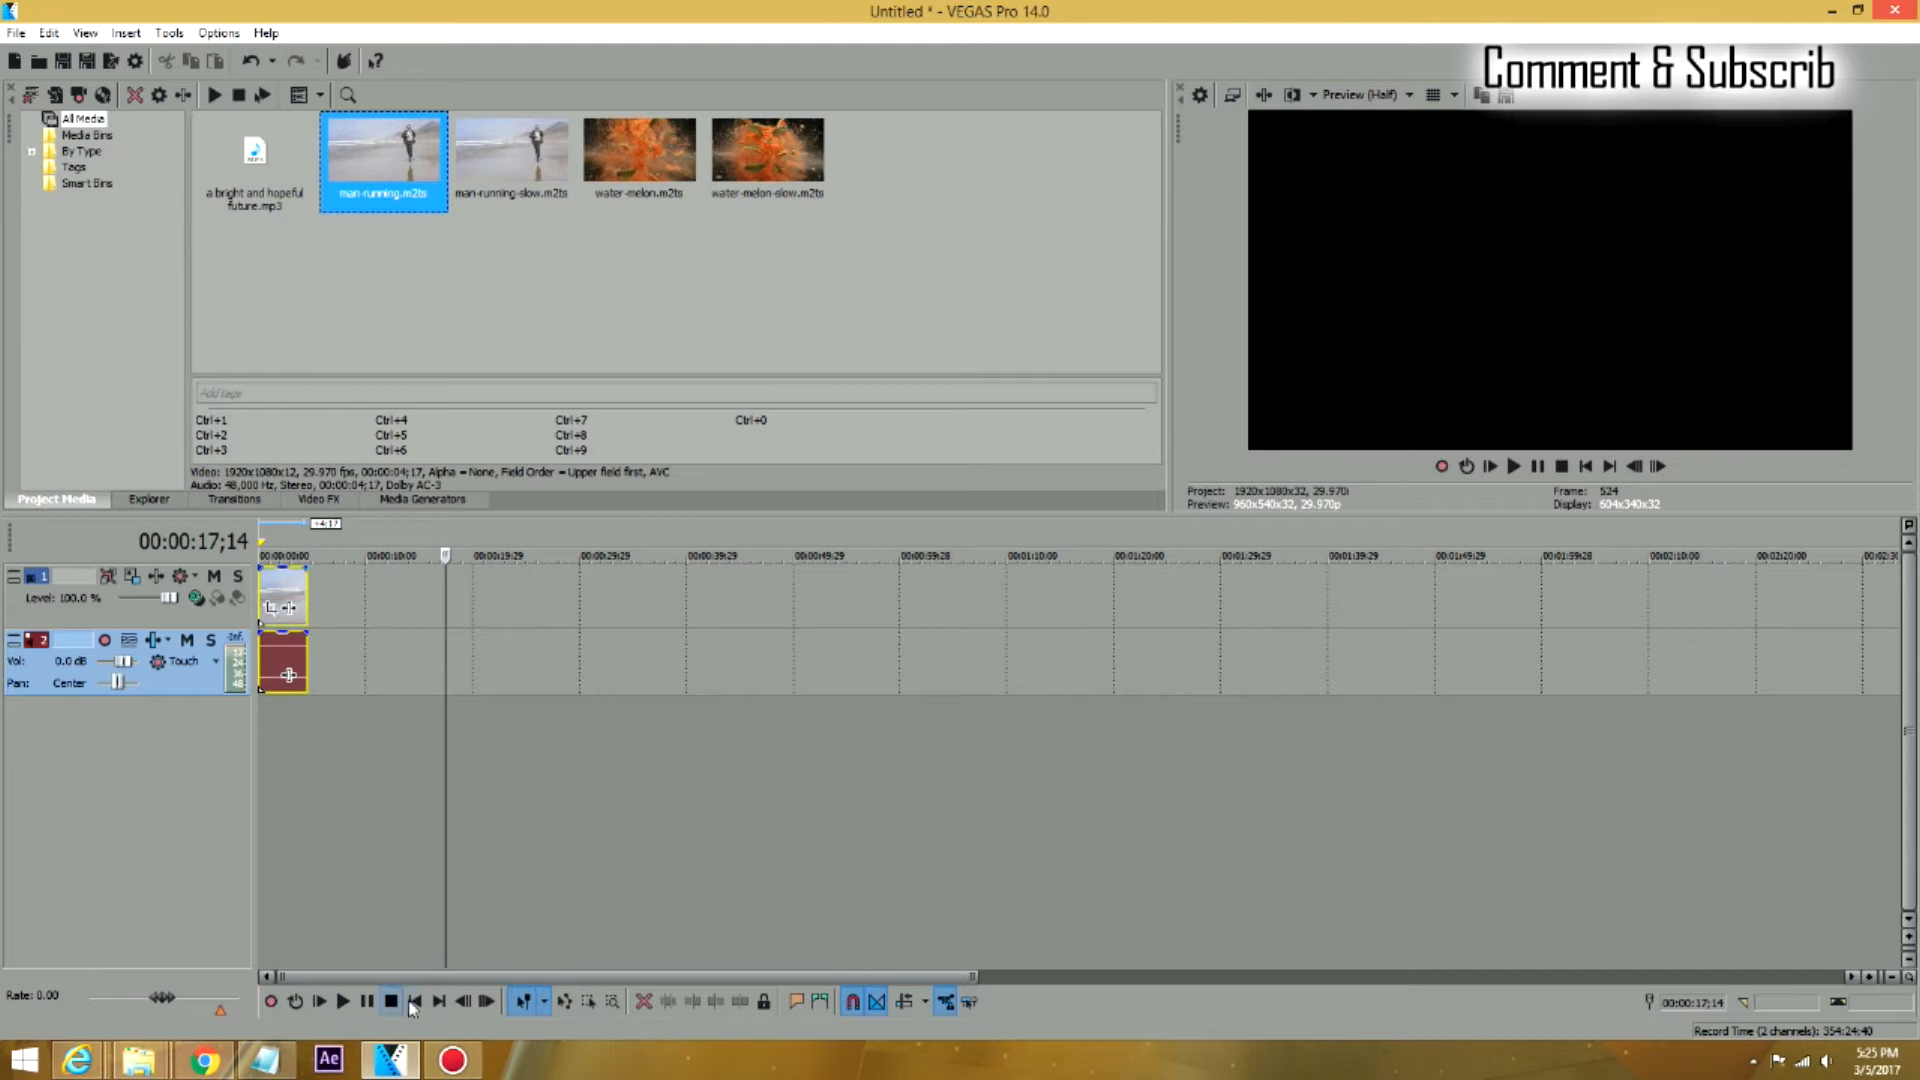 Untitled * - VEGAS Pro 14.0
File Edit View Insert Tools Options Help
Comment & Subscrib
Preview (Half)
All Media
Media Bins
By Type
Tags
Smart Bins
a bright and hopeful future.mp3
man-running.m2ts
man-running-slow.m2ts
water-melon.m2ts
water-melon-slow.m2ts
Add tags
Ctrl+1 Ctrl+4 Ctrl+7 Ctrl+0
Ctrl+2 Ctrl+5 Ctrl+8
Ctrl+3 Ctrl+6 Ctrl+9
Video: 1920x1080x12, 29.970 fps, 00:00:04;17, Alpha = None, Field Order = Upper field first, AVC
Audio: 48,000 Hz, Stereo, 00:00:04;17, Dolby AC-3
Project Media Explorer Transitions Video FX Media Generators
Project: 1920x1080x32, 29.970i Frame: 524
Preview: 960x540x32, 29.970p Display: 604x340x32
+4;17
00:00:17;14
00:00:00;00 00:00:10;00 00:00:19;29 00:00:29;29 00:00:39;29 00:00:49;29 00:00:59;28 00:01:10;00 00:01:20;00 00:01:29;29 00:01:39;29 00:01:49;29 00:01:59;28 00:02:10;00 00:02:20;00 00:02:30
1 M S
Level: 100.0 %
2 M S -Inf.
12
24
36
48
Vol: 0.0 dB Touch
Pan: Center
Rate: 0.00
00:00:17;14
Record Time (2 channels): 354:24:40
Ae
5:25 PM
3/5/2017